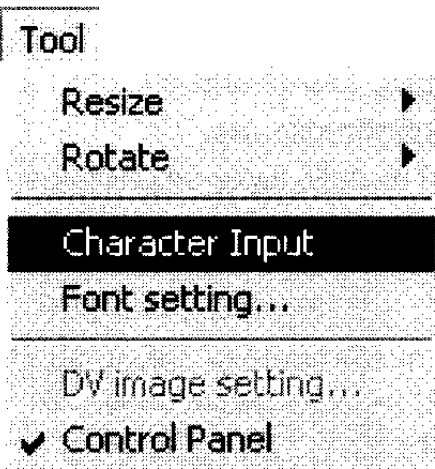 Tool
Resize
Rotate
Character Input
Font setting...
DV image setting...
Control Panel